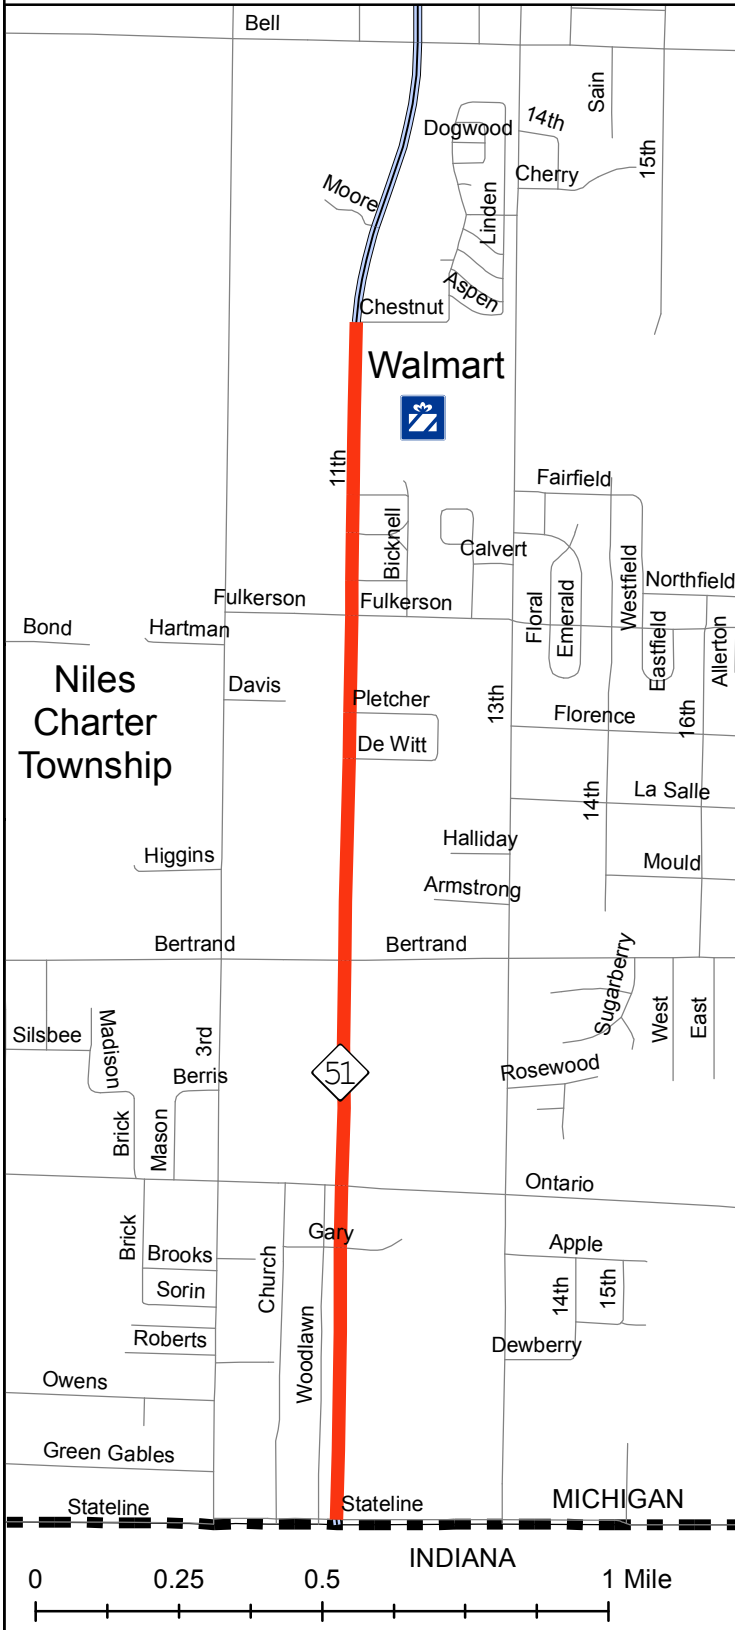 Bell
Sain
Dogwood
14th
15th
Cherry
Moore
Linden
Aspen
Chestnut
Walmart
11th
Fairfield
Bicknell
Calvert
Westfield
Northfield
Floral
Emerald
Fulkerson
Fulkerson
Bond
Hartman
Eastfield
Allerton
Niles
Charter
Township
Davis
Pletcher
13th
Florence
16th
De Witt
14th
La Salle
Halliday
Higgins
Mould
Armstrong
Bertrand
Bertrand
Sugarberry
West
East
Silsbee
Madison
3rd
Berris
51
Rosewood
Brick
Mason
Ontario
Brick
Gary
Apple
Brooks
Church
Sorin
14th
15th
Roberts
Woodlawn
Dewberry
Owens
Green Gables
Stateline
Stateline
MICHIGAN
INDIANA
0 0.25 0.5 1 Mile